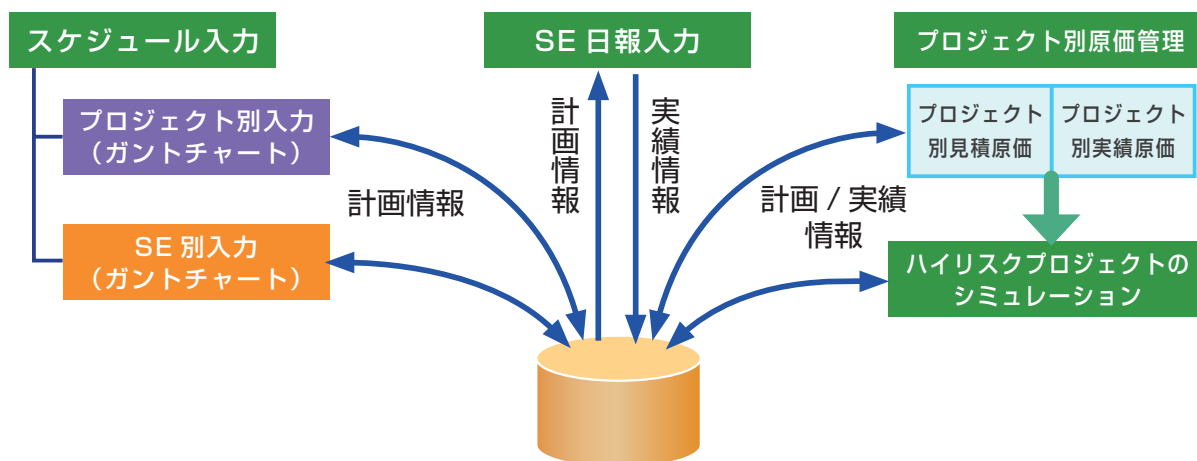 スケジュール入力
SE 日報入力
プロジェクト別原価管理
プロジェクト別入力
（ガントチャート）
SE 別入力
（ガントチャート）
計画情報
計画情報
実績情報
計画 / 実績
情報
プロジェクト
別見積原価
プロジェクト
別実績原価
ハイリスクプロジェクトの
シミュレーション